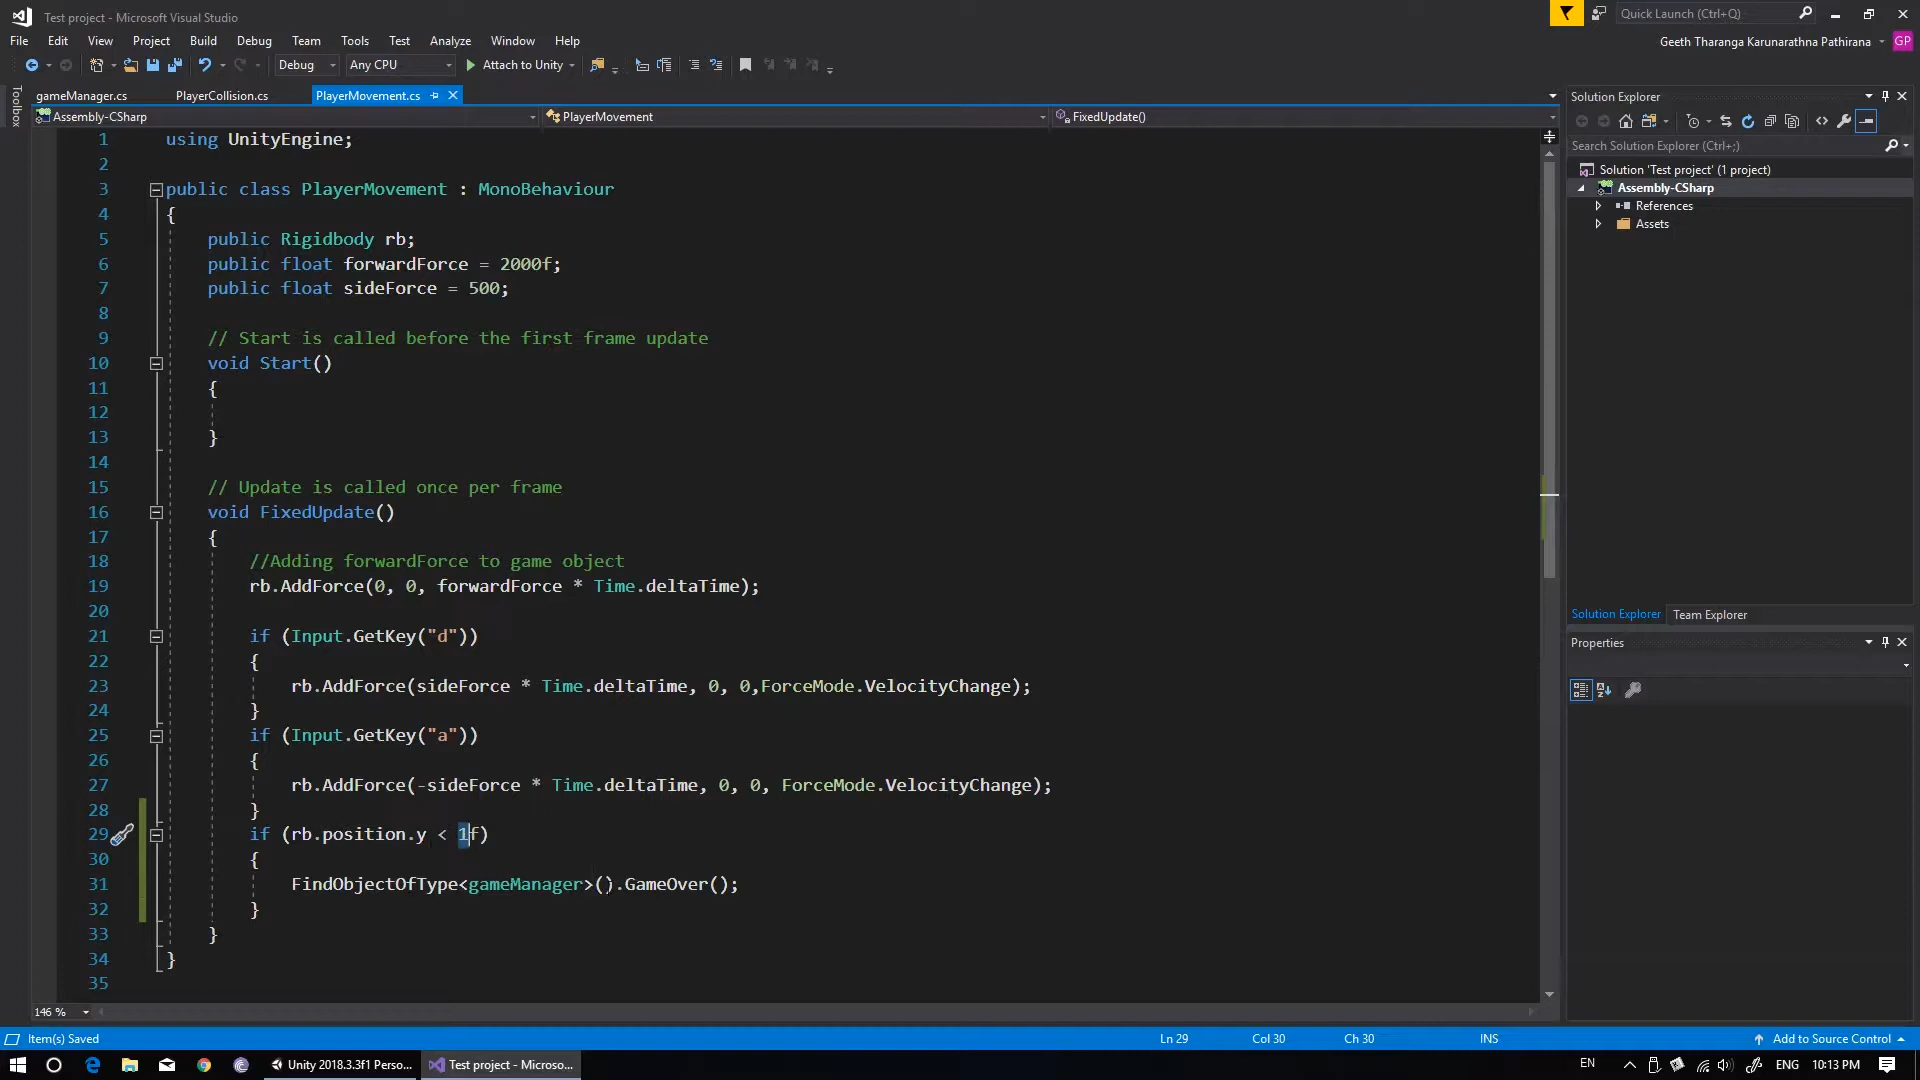 Test project - Microsoft Visual Studio
Quick Launch (Ctrl+Q)
File Edit View Project Build Debug Team Tools Test Analyze Window Help
Geeth Tharanga Karunarathna Pathirana GP
Debug Any CPU Attach to Unity
Toolbox
gameManager.cs PlayerCollision.cs PlayerMovement.cs
Assembly-CSharp PlayerMovement FixedUpdate()
1 using UnityEngine;
2
3 public class PlayerMovement : MonoBehaviour
4 {
5 public Rigidbody rb;
6 public float forwardForce = 2000f;
7 public float sideForce = 500;
8
9 // Start is called before the first frame update
10 void Start()
11 {
12
13 }
14
15 // Update is called once per frame
16 void FixedUpdate()
17 {
18 //Adding forwardForce to game object
19 rb.AddForce(0, 0, forwardForce * Time.deltaTime);
20
21 if (Input.GetKey("d"))
22 {
23 rb.AddForce(sideForce * Time.deltaTime, 0, 0,ForceMode.VelocityChange);
24 }
25 if (Input.GetKey("a"))
26 {
27 rb.AddForce(-sideForce * Time.deltaTime, 0, 0, ForceMode.VelocityChange);
28 }
29 if (rb.position.y < 1f)
30 {
31 FindObjectOfType<gameManager>().GameOver();
32 }
33 }
34 }
35
146 %
Solution Explorer
Search Solution Explorer (Ctrl+;)
Solution 'Test project' (1 project)
Assembly-CSharp
References
Assets
Solution Explorer Team Explorer
Properties
Item(s) Saved Ln 29 Col 30 Ch 30 INS Add to Source Control
Unity 2018.3.3f1 Perso... Test project - Microso... EN ENG 10:13 PM